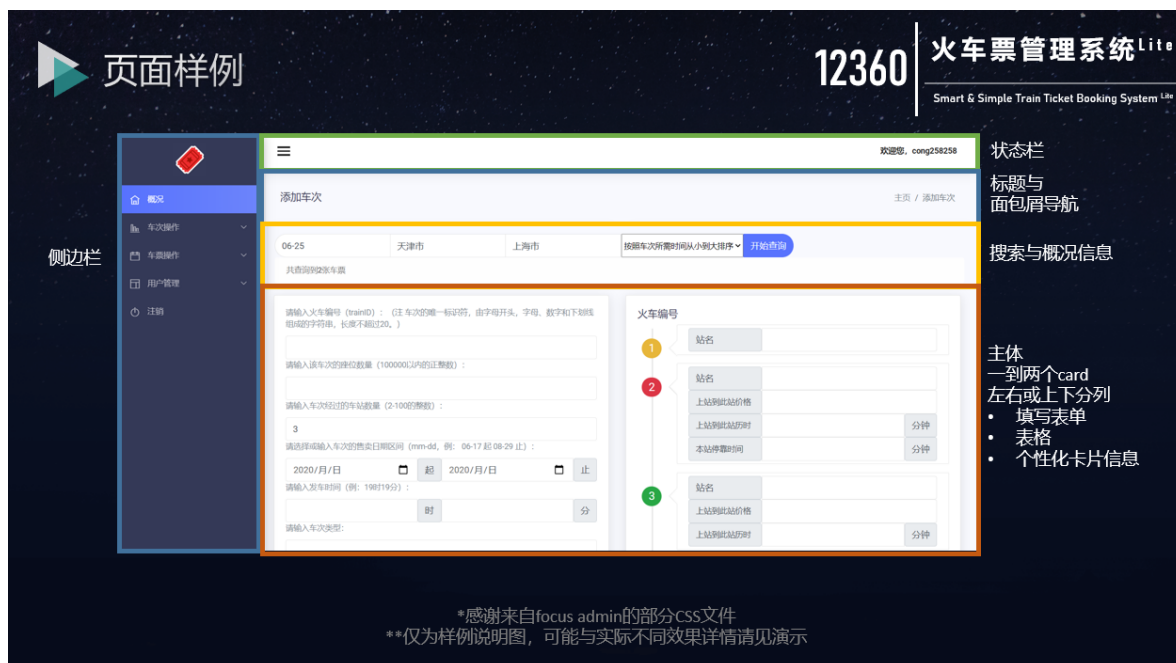 页面样例
12360
火车票管理系统Lite
Smart & Simple Train Ticket Booking System Lite
侧边栏
概况
车次操作
车票操作
用户管理
注销
欢迎您，cong258258
状态栏
添加车次
主页 / 添加车次
标题与
面包屑导航
06-25
天津市
上海市
按照车次所需时间从小到大排序
开始查询
共查询到2张车票
搜索与概况信息
请输入火车编号（trainID）：（注 车次的唯一标识符，由字母开头，字母、数字和下划线
组成的字符串，长度不超过20。）
请输入该车次的座位数量（100000以内的正整数）：
请输入车次经过的车站数量（2-100的整数）：
3
请选择或输入车次的售卖日期区间（mm-dd，例： 06-17 起 08-29 止）：
2020/月/日
起
2020/月/日
止
请输入发车时间（例：19时19分）：
时
分
请输入车次类型：
火车编号
1
站名
2
站名
上站到此站价格
上站到此站历时
分钟
本站停靠时间
分钟
3
站名
上站到此站价格
上站到此站历时
分钟
主体
一到两个card
左右或上下分列
• 填写表单
• 表格
• 个性化卡片信息
*感谢来自focus admin的部分CSS文件
**仅为样例说明图，可能与实际不同效果详情请见演示